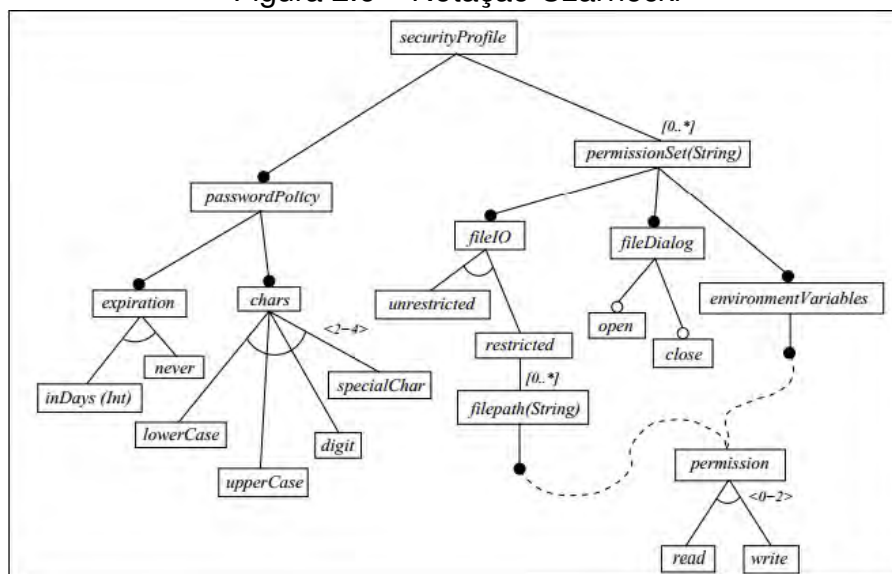 Figura 2.6 – Notação Czarnecki
securityProfile
[0..*]
permissionSet(String)
passwordPolicy
fileIO
fileDialog
expiration
chars
unrestricted
environmentVariables
open
<2−4>
restricted
close
never
specialChar
inDays (Int)
[0..*]
filepath(String)
lowerCase
digit
permission
upperCase
<0−2>
read
write